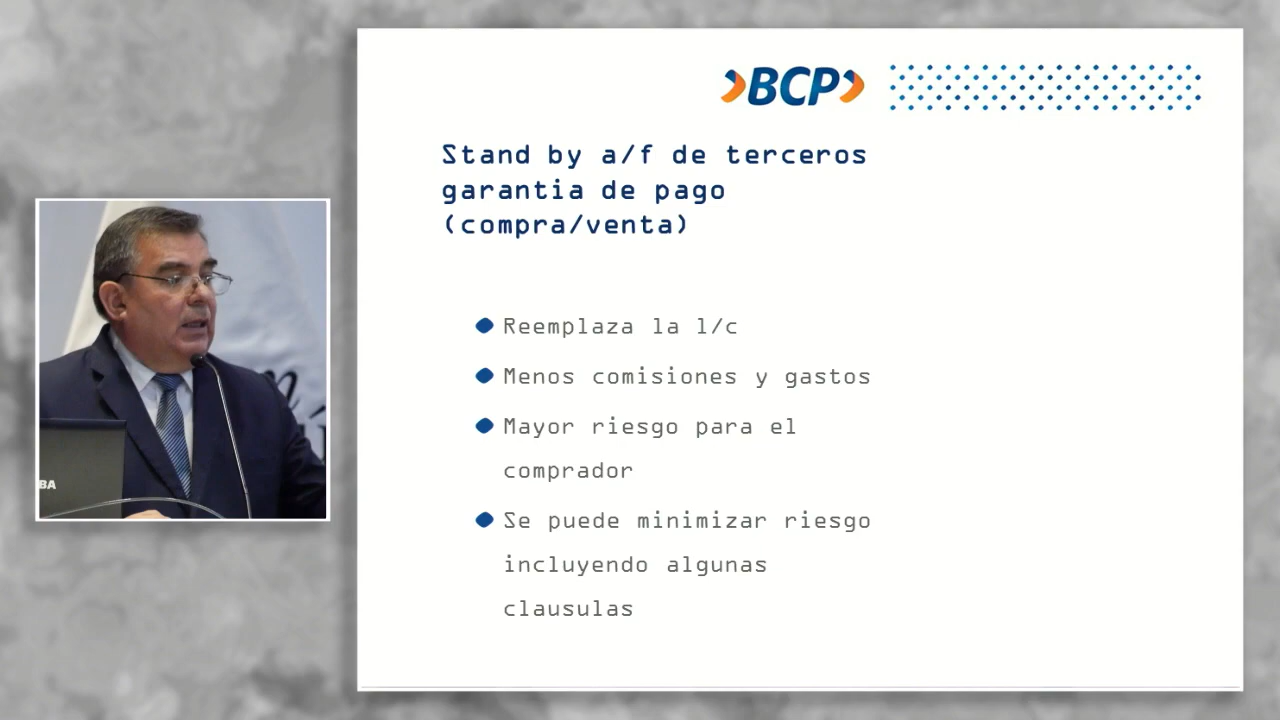 BCP
Stand by a/f de terceros
garantia de pago
(compra/venta)
Reemplaza la l/c
Menos comisiones y gastos
Mayor riesgo para el
comprador
Se puede minimizar riesgo
incluyendo algunas
clausulas
BA